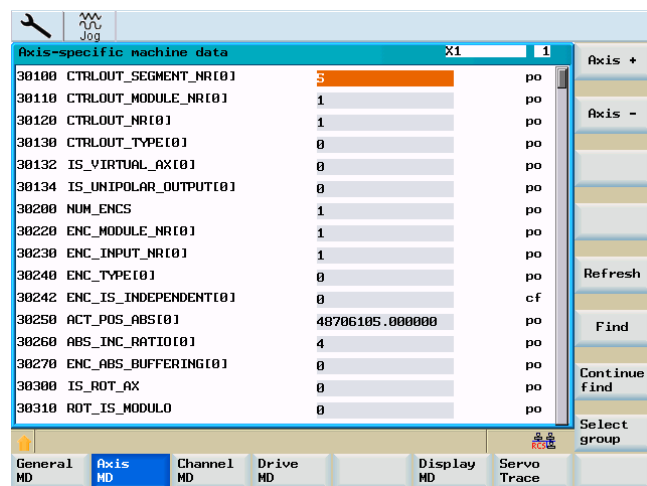 Jog
Axis-specific machine data X1 1
30100 CTRLOUT_SEGMENT_NR[0] 5 po
30110 CTRLOUT_MODULE_NR[0] 1 po
30120 CTRLOUT_NR[0] 1 po
30130 CTRLOUT_TYPE[0] 0 po
30132 IS_VIRTUAL_AX[0] 0 po
30134 IS_UNIPOLAR_OUTPUT[0] 0 po
30200 NUM_ENCS 1 po
30220 ENC_MODULE_NR[0] 1 po
30230 ENC_INPUT_NR[0] 1 po
30240 ENC_TYPE[0] 0 po
30242 ENC_IS_INDEPENDENT[0] 0 cf
30250 ACT_POS_ABS[0] 48706105.000000 po
30260 ABS_INC_RATIO[0] 4 po
30270 ENC_ABS_BUFFERING[0] 0 po
30300 IS_ROT_AX 0 po
30310 ROT_IS_MODULO 0 po
Axis +
Axis -
Refresh
Find
Continue
find
Select
group
RCS
General
MD
Axis
MD
Channel
MD
Drive
MD
Display
MD
Servo
Trace